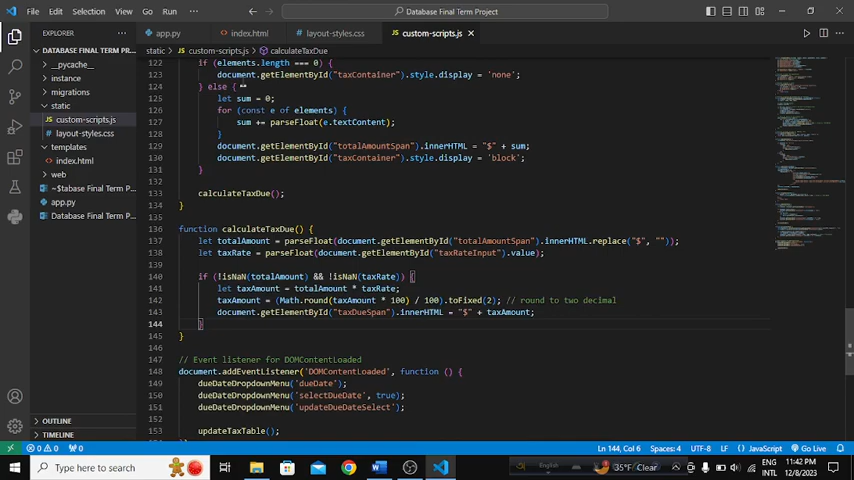 File Edit Selection View Go Run
Database Final Term Project
EXPLORER
app.py
index.html
layout-styles.css
custom-scripts.js
DATABASE FINAL TERM PR...
static > custom-scripts.js > calculateTaxDue
__pycache__
instance
migrations
static
custom-scripts.js
layout-styles.css
templates
index.html
web
~$tabase Final Term P...
app.py
Database Final Term P...
122 if (elements.length === 0) {
123 document.getElementById("taxContainer").style.display = 'none';
124 } else {
125 let sum = 0;
126 for (const e of elements) {
127 sum += parseFloat(e.textContent);
128 }
129 document.getElementById("totalAmountSpan").innerHTML = "$" + sum;
130 document.getElementById("taxContainer").style.display = 'block';
131 }
132
133 calculateTaxDue();
134 }
135
136 function calculateTaxDue() {
137 let totalAmount = parseFloat(document.getElementById("totalAmountSpan").innerHTML.replace("$", ""));
138 let taxRate = parseFloat(document.getElementById("taxRateInput").value);
139
140 if (!isNaN(totalAmount) && !isNaN(taxRate)) {
141 let taxAmount = totalAmount * taxRate;
142 taxAmount = (Math.round(taxAmount * 100) / 100).toFixed(2); // round to two decimal
143 document.getElementById("taxDueSpan").innerHTML = "$" + taxAmount;
144 }
145 }
146
147 // Event listener for DOMContentLoaded
148 document.addEventListener('DOMContentLoaded', function () {
149 dueDateDropdownMenu('dueDate');
150 dueDateDropdownMenu('selectDueDate', true);
151 dueDateDropdownMenu('updateDueDateSelect');
152
153 updateTaxTable();
OUTLINE
TIMELINE
0 0 0
Ln 144, Col 6 Spaces: 4 UTF-8 LF {} JavaScript Go Live
Type here to search
English
35°F Clear
ENG
INTL
11:42 PM
12/8/2023